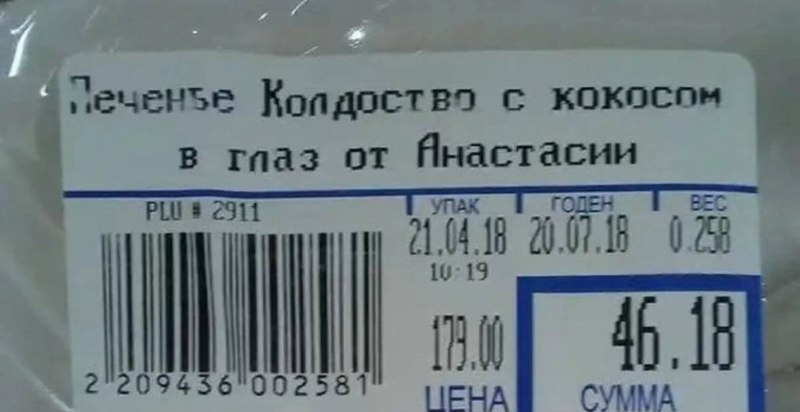 Печенье Колдоство с кокосом
в глаз от Анастасии
PLU # 2911
УПАК ГОДЕН ВЕС
21.04.18 20.07.18 0.258
10:19
179.00 46.18
ЦЕНА СУММА
2 209436 002581